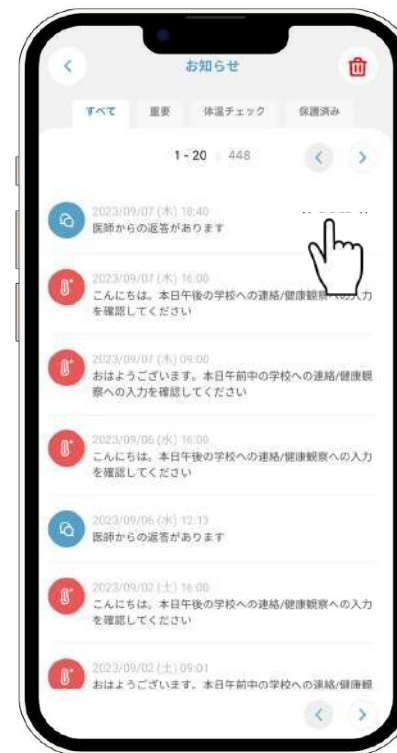 お知らせ
すべて 重要 体温チェック 保護済み
1 - 20 448
2023/09/07 (木) 18:40
医師からの返答があります
2023/09/07 (木) 16:00
こんにちは。本日午後の学校への連絡/健康観察への入力
を確認してください
2023/09/07 (木) 09:00
おはようございます。本日午前中の学校への連絡/健康観
察への入力を確認してください
2023/09/06 (水) 16:00
こんにちは。本日午後の学校への連絡/健康観察への入力
を確認してください
2023/09/06 (水) 12:13
医師からの返答があります
2023/09/02 (土) 16:00
こんにちは。本日午後の学校への連絡/健康観察への入力
を確認してください
2023/09/02 (土) 09:01
おはようございます。本日午前中の学校への連絡/健康観